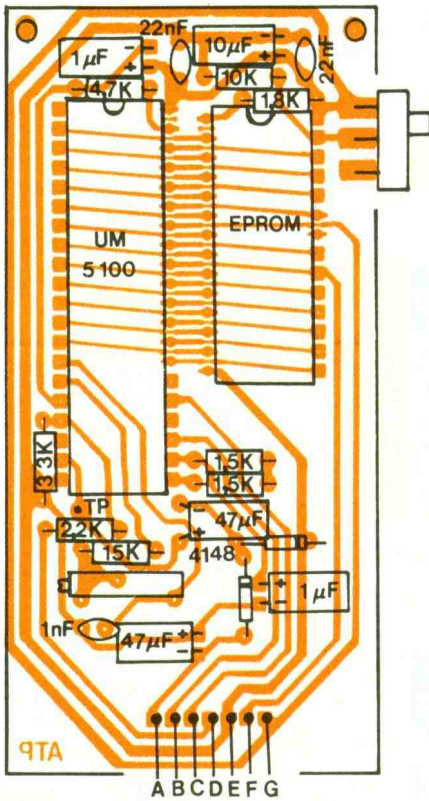 22nF
1µF
10µF
22nF
4,7K
10K
1,8K
UM
5100
EPROM
3,3K
1,5K
1,5K
TP
2,2K
47µF
15K
4148
1µF
1nF
47µF
ATP
A B C D E F G